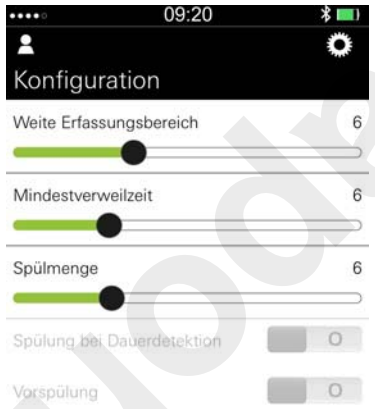 09:20
Konfiguration
Weite Erfassungsbereich 6
Mindestverweilzeit 6
Spülmenge 6
Spülung bei Dauerdetektion O
Vorspülung O